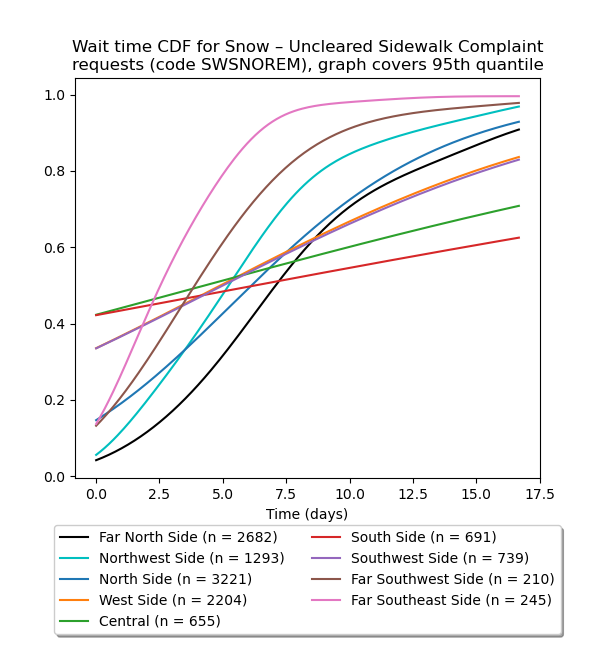 Wait time CDF for Snow – Uncleared Sidewalk Complaint
requests (code SWSNOREM), graph covers 95th quantile
1.0
0.8
0.6
0.4
0.2
0.0
0.0 2.5 5.0 7.5 10.0 12.5 15.0 17.5
Time (days)
Far North Side (n = 2682)
Northwest Side (n = 1293)
North Side (n = 3221)
West Side (n = 2204)
Central (n = 655)
South Side (n = 691)
Southwest Side (n = 739)
Far Southwest Side (n = 210)
Far Southeast Side (n = 245)